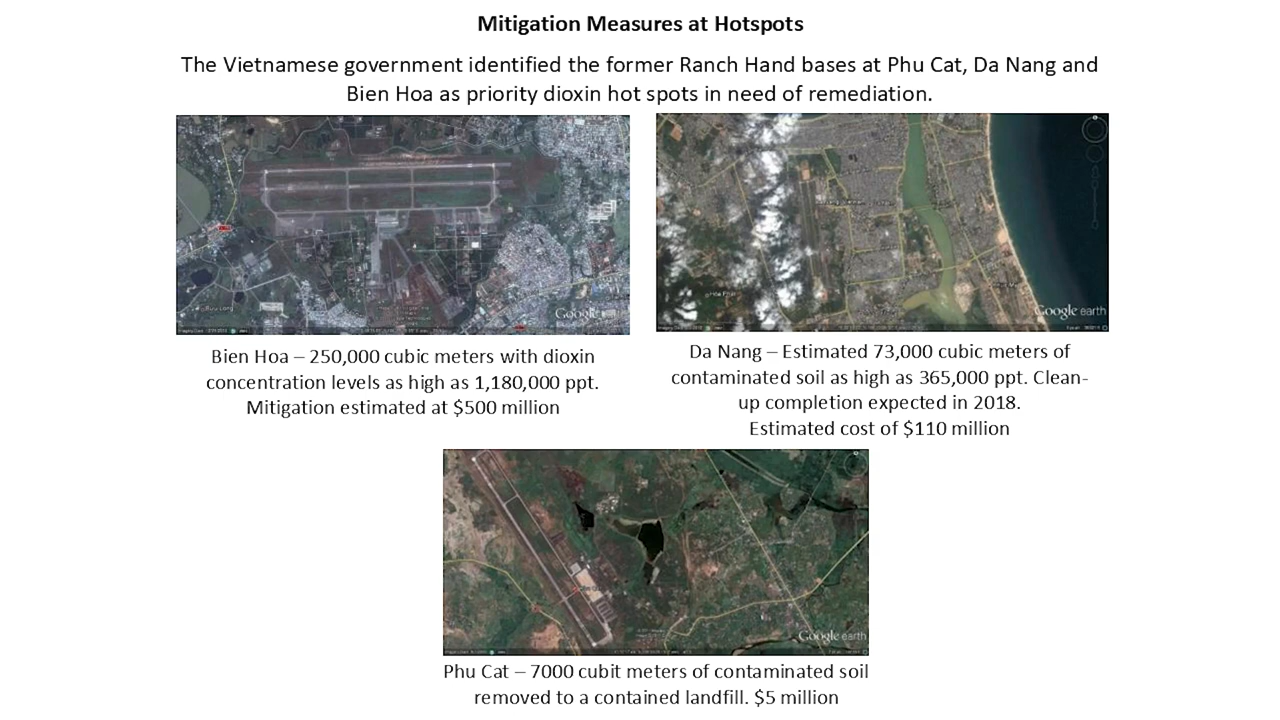 Mitigation Measures at Hotspots
The Vietnamese government identified the former Ranch Hand bases at Phu Cat, Da Nang and
Bien Hoa as priority dioxin hot spots in need of remediation.
Google
Google earth
Bien Hoa – 250,000 cubic meters with dioxin
concentration levels as high as 1,180,000 ppt.
Mitigation estimated at $500 million
Da Nang – Estimated 73,000 cubic meters of
contaminated soil as high as 365,000 ppt. Clean-
up completion expected in 2018.
Estimated cost of $110 million
Google earth
Phu Cat – 7000 cubit meters of contaminated soil
removed to a contained landfill. $5 million